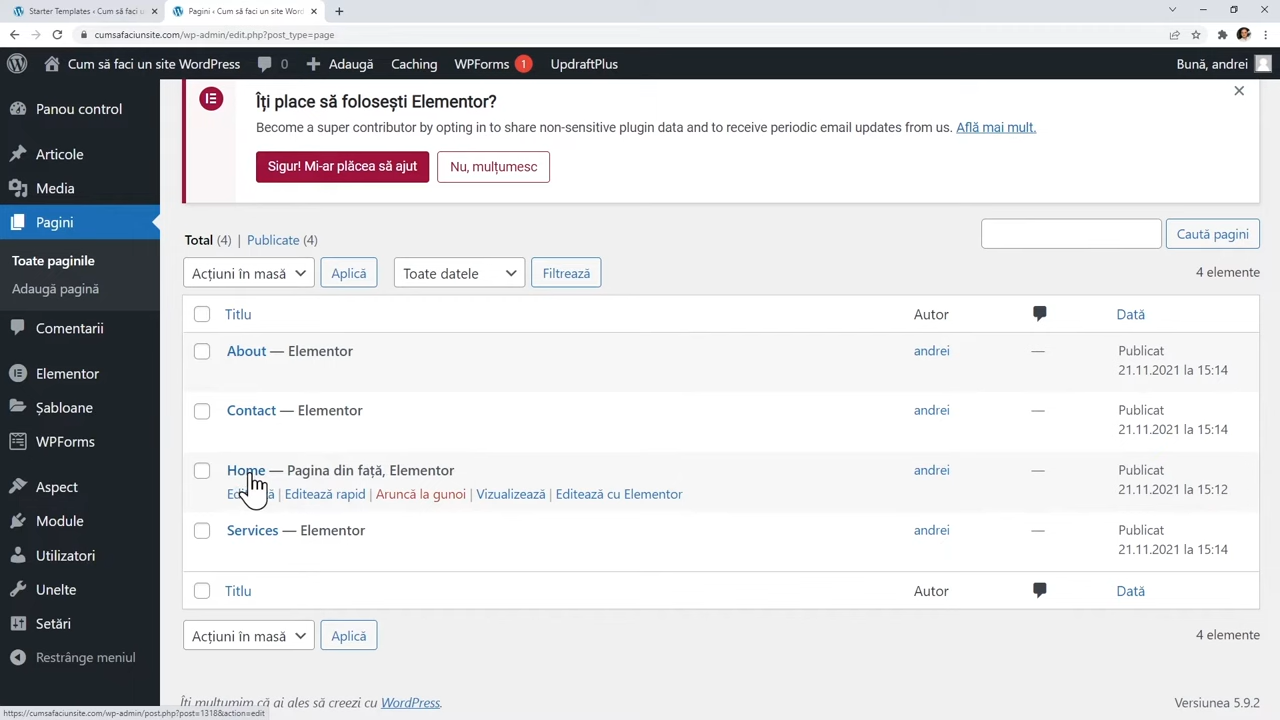 Starter Templates ‹ Cum să faci u
Pagini ‹ Cum să faci un site Wor
cumsafaciunsite.com/wp-admin/edit.php?post_type=page
Cum să faci un site WordPress
0
Adaugă
Caching
WPForms 1
UpdraftPlus
Bună, andrei
Panou control
Articole
Media
Pagini
Toate paginile
Adaugă pagină
Comentarii
Elementor
Șabloane
WPForms
Aspect
Module
Utilizatori
Unelte
Setări
Restrânge meniul
Îți place să folosești Elementor?
Become a super contributor by opting in to share non-sensitive plugin data and to receive periodic email updates from us. Află mai mult.
Sigur! Mi-ar plăcea să ajut
Nu, mulțumesc
Total (4) | Publicate (4)
Caută pagini
Acțiuni în masă
Aplică
Toate datele
Filtrează
4 elemente
Titlu
Autor
Dată
About — Elementor
andrei
—
Publicat
21.11.2021 la 15:14
Contact — Elementor
andrei
—
Publicat
21.11.2021 la 15:14
Home — Pagina din față, Elementor
| Editează rapid | Aruncă la gunoi | Vizualizează | Editează cu Elementor
andrei
—
Publicat
21.11.2021 la 15:12
Services — Elementor
andrei
—
Publicat
21.11.2021 la 15:14
Titlu
Autor
Dată
Acțiuni în masă
Aplică
4 elemente
Îți mulțumim că ai ales să creezi cu WordPress.
Versiunea 5.9.2
https://cumsafaciunsite.com/wp-admin/post.php?post=1318&action=edit